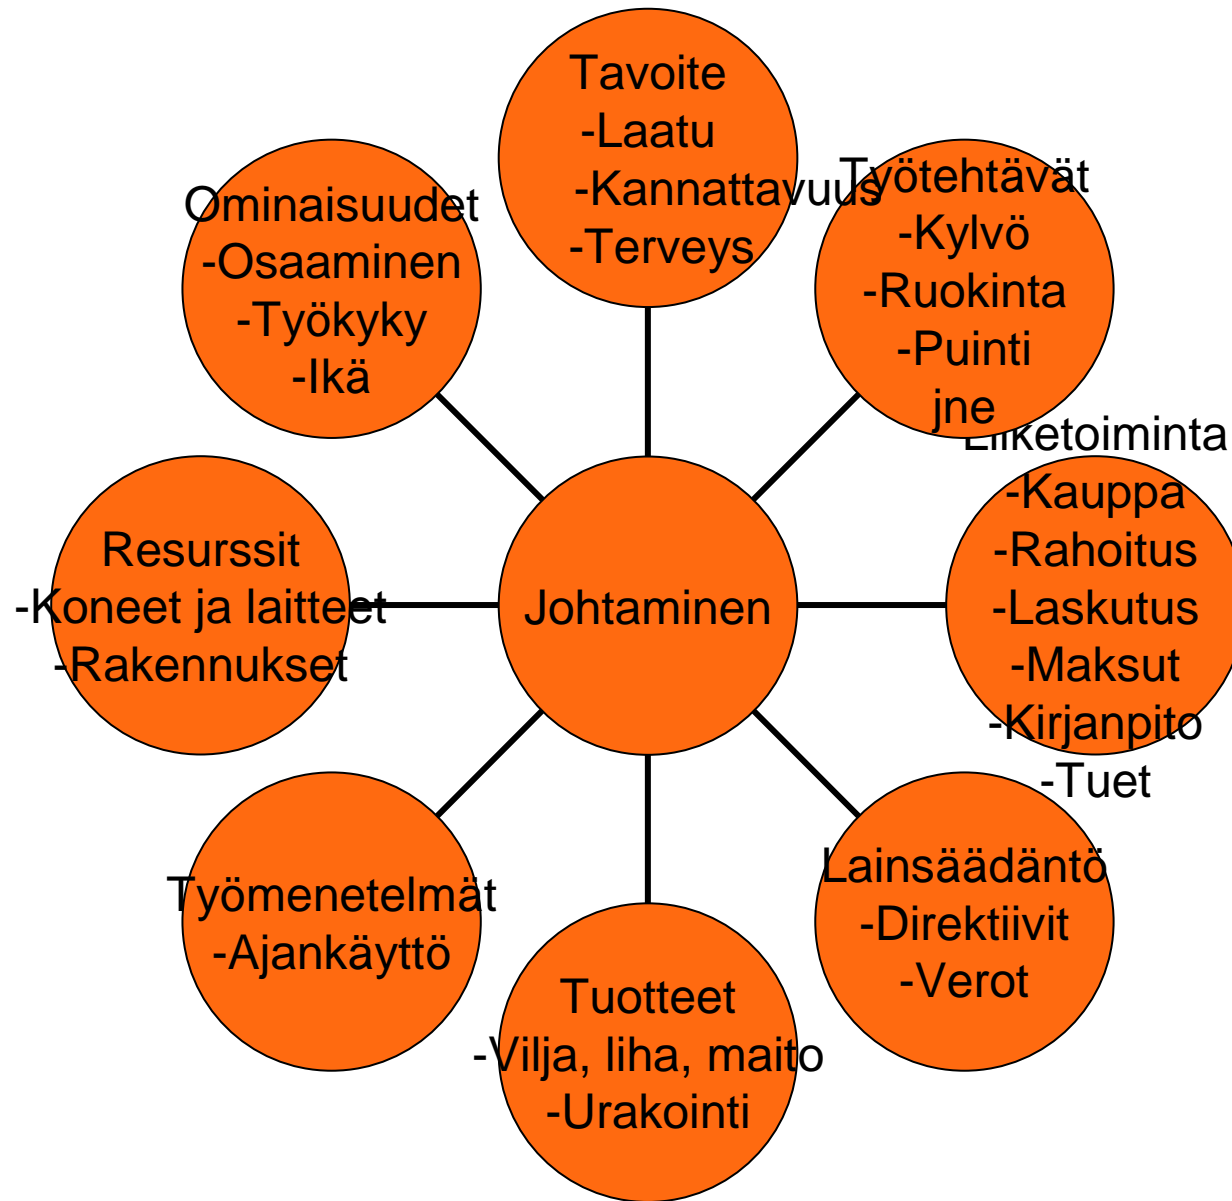 Tavoite
-Laatu
-Kannattavuus
-Terveys
Työtehtävät
-Kylvö
-Ruokinta
-Puinti
jne
Liiketoiminta
-Kauppa
-Rahoitus
-Laskutus
-Maksut
-Kirjanpito
-Tuet
Lainsäädäntö
-Direktiivit
-Verot
Tuotteet
-Vilja, liha, maito
-Urakointi
Työmenetelmät
-Ajankäyttö
Resurssit
-Koneet ja laitteet
-Rakennukset
Ominaisuudet
-Osaaminen
-Työkyky
-Ikä
Johtaminen